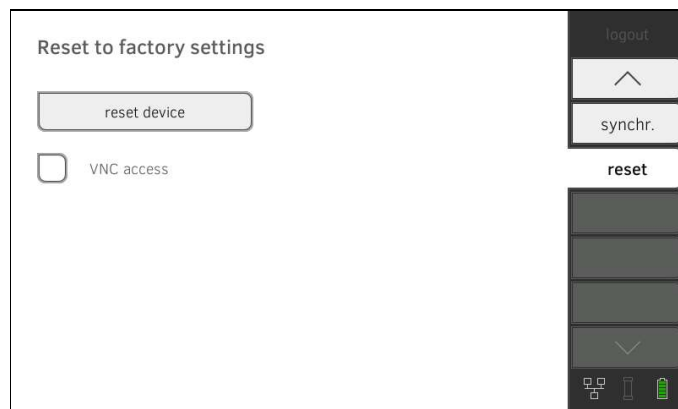 Reset to factory settings
reset device
VNC access
logout
synchr.
reset